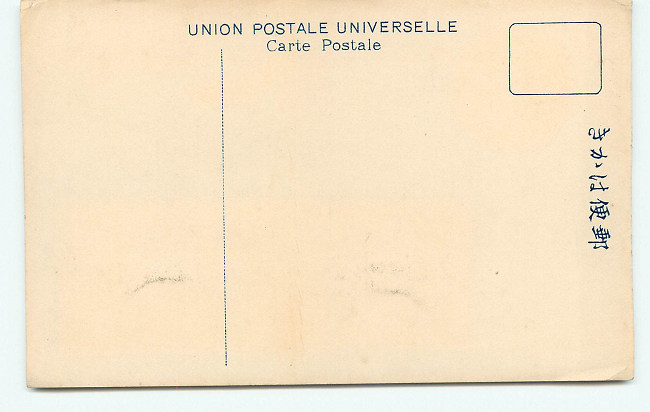 UNION POSTALE UNIVERSELLE
Carte Postale
郵便はかき